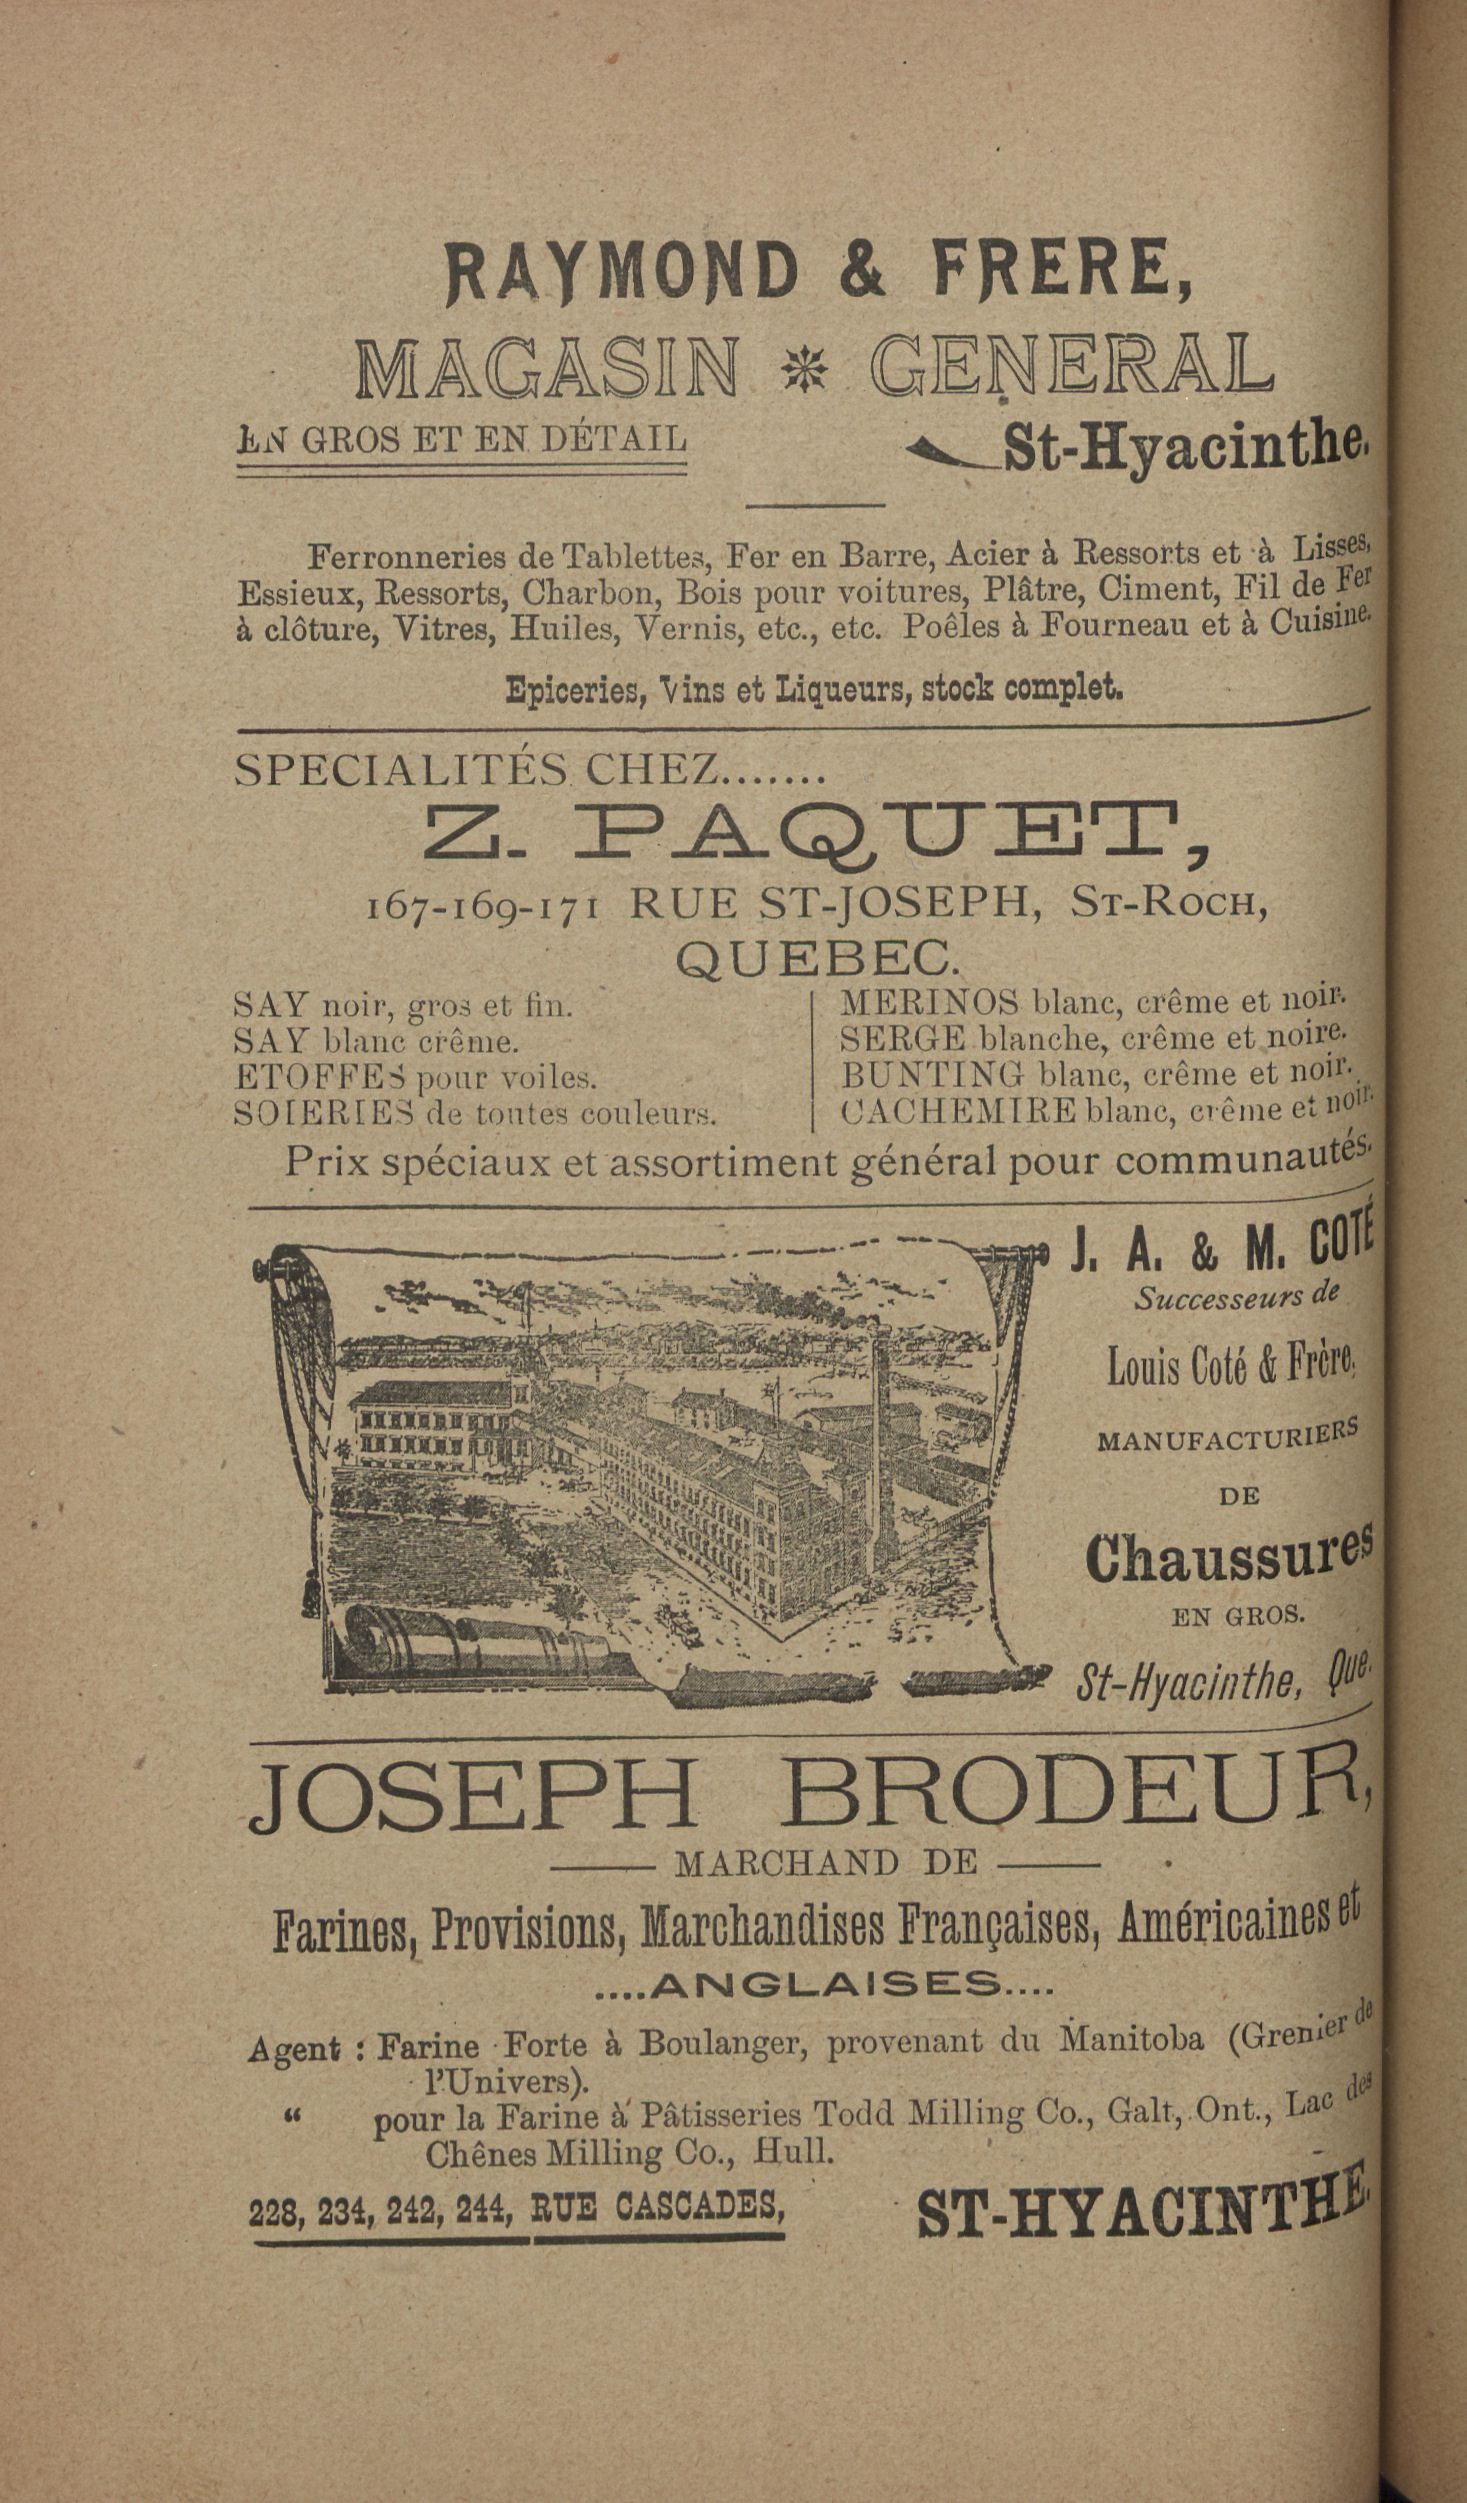 RAYMOND & FRERE,
MAGASIN GENERAL
EN GROS ET EN DÉTAIL
St-Hyacinthe.
Ferronneries de Tablettes, Fer en Barre, Acier à Ressorts et à Lisses,
Essieux, Ressorts, Charbon, Bois pour voitures, Plâtre, Ciment, Fil de Fer
à clôture, Vitres, Huiles, Vernis, etc., etc. Poêles à Fourneau et à Cuisine.
Epiceries, Vins et Liqueurs, stock complet.
SPECIALITÉS CHEZ.......
Z. PAQUET,
167-169-171 RUE ST-JOSEPH, ST-ROCH,
QUEBEC.
SAY noir, gros et fin.
SAY blanc crême.
ETOFFES pour voiles.
SOIERIES de toutes couleurs.
MERINOS blanc, crême et noir.
SERGE blanche, crême et noire.
BUNTING blanc, crême et noir.
CACHEMIRE blanc, crême et noir.
Prix spéciaux et assortiment général pour communautés.
J. A. & M. COTÉ
Successeurs de
Louis Coté & Frère,
MANUFACTURIERS
DE
Chaussures
EN GROS.
St-Hyacinthe, Que.
JOSEPH BRODEUR,
MARCHAND DE
Farines, Provisions, Marchandises Françaises, Américaines et
....ANGLAISES....
Agent : Farine Forte à Boulanger, provenant du Manitoba (Grenier de
l'Univers).
“ pour la Farine à Pâtisseries Todd Milling Co., Galt, Ont., Lac des
Chênes Milling Co., Hull.
228, 234, 242, 244, RUE CASCADES,
ST-HYACINTHE.